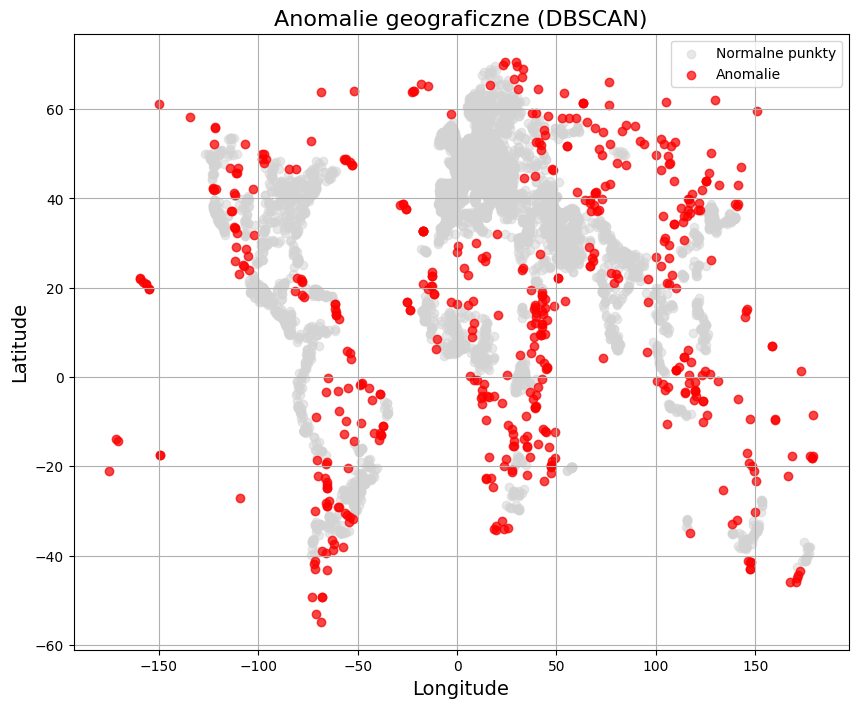 Anomalie geograficzne (DBSCAN)
Normalne punkty
Anomalie
Latitude
60
40
20
0
−20
−40
−60
−150
−100
−50
0
50
100
150
Longitude